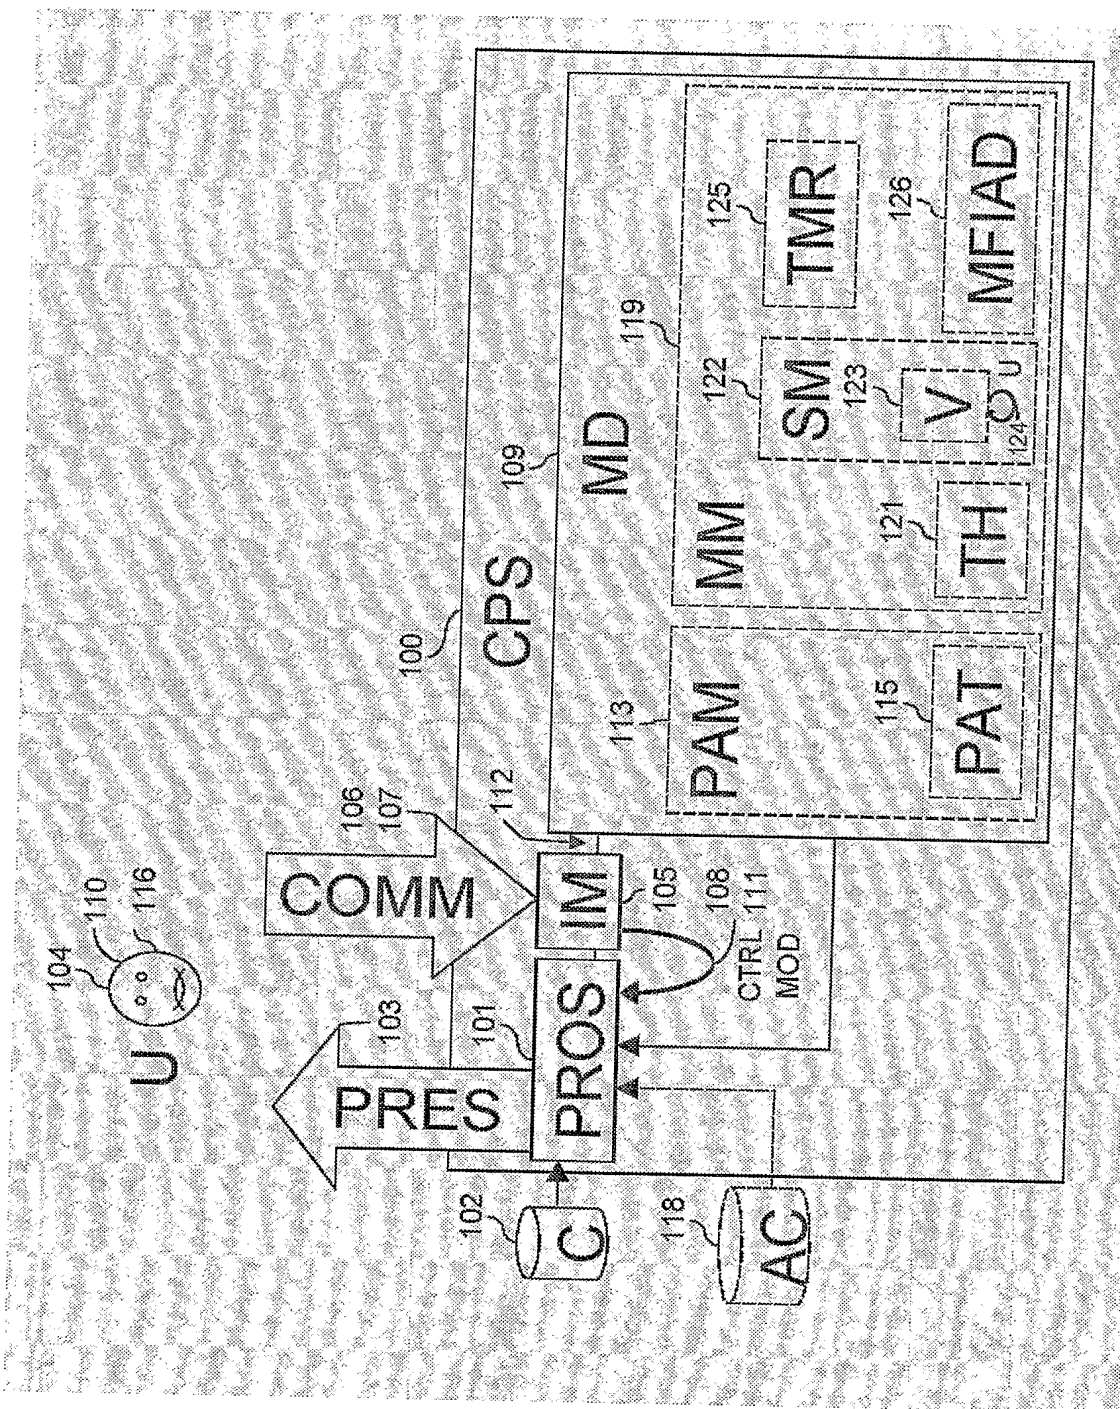 U
104
110
116
PRES
103
COMM
106
107
100
CPS
102
C
101
PROS
IM
105
112
108
CTRL 111
MOD
118
AC
109
MD
113
PAM
115
PAT
119
MM
121
TH
122
SM
123
V
124
U
125
TMR
126
MFIAD